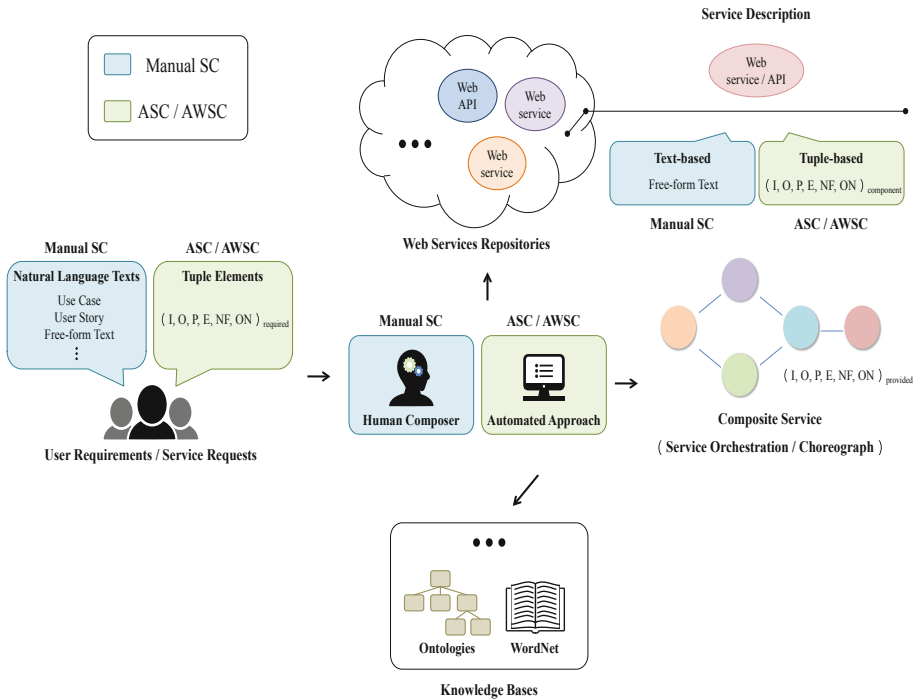 Manual SC
ASC / AWSC
Service Description
Web
API
Web
service
Web
service
Web
service / API
• • •
Text-based
Free-form Text
Tuple-based
( I, O, P, E, NF, ON ) component
Manual SC
ASC / AWSC
Web Services Repositories
Manual SC
ASC / AWSC
Natural Language Texts
Use Case
User Story
Free-form Text
⋮
Tuple Elements
( I, O, P, E, NF, ON ) required
User Requirements / Service Requests
Manual SC
ASC / AWSC
Human Composer
Automated Approach
( I, O, P, E, NF, ON ) provided
Composite Service
( Service Orchestration / Choreograph )
• • •
Ontologies
WordNet
Knowledge Bases